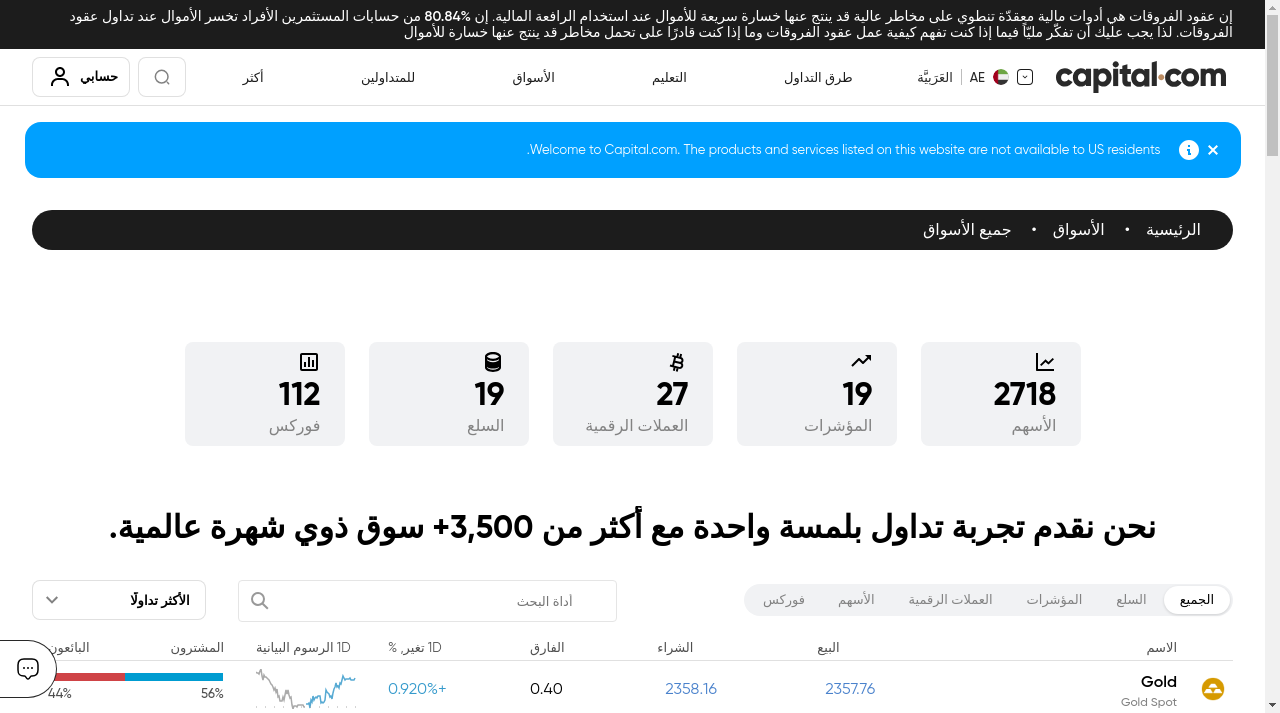 إن عقود الفروقات هي أدوات مالية معقدّة تنطوي على مخاطر عالية قد ينتج عنها خسارة سريعة للأموال عند استخدام الرافعة المالية. إن 80.84% من حسابات المستثمرين الأفراد تخسر الأموال عند تداول عقود
الفروقات. لذا يجب عليك أن تفكّر مليّاً فيما إذا كنت تفهم كيفية عمل عقود الفروقات وما إذا كنت قادرًا على تحمل مخاطر قد ينتج عنها خسارة للأموال
capital.com
AE
العَرَبيَّة
طرق التداول
التعليم
الأسواق
للمتداولين
أكثر
حسابي
Welcome to Capital.com. The products and services listed on this website are not available to US residents.
الرئيسية • الأسواق • جميع الأسواق
2718
الأسهم
19
المؤشرات
27
العملات الرقمية
19
السلع
112
فوركس
نحن نقدم تجربة تداول بلمسة واحدة مع أكثر من 3,500+ سوق ذوي شهرة عالمية.
الجميع
السلع
المؤشرات
العملات الرقمية
الأسهم
فوركس
أداة البحث
الأكثر تداولًا
الاسم
البيع
الشراء
الفارق
1D تغير, %
1D الرسوم البيانية
المشترون
البائعون
Gold
Gold Spot
2357.76
2358.16
0.40
0.920%+
56%
44%